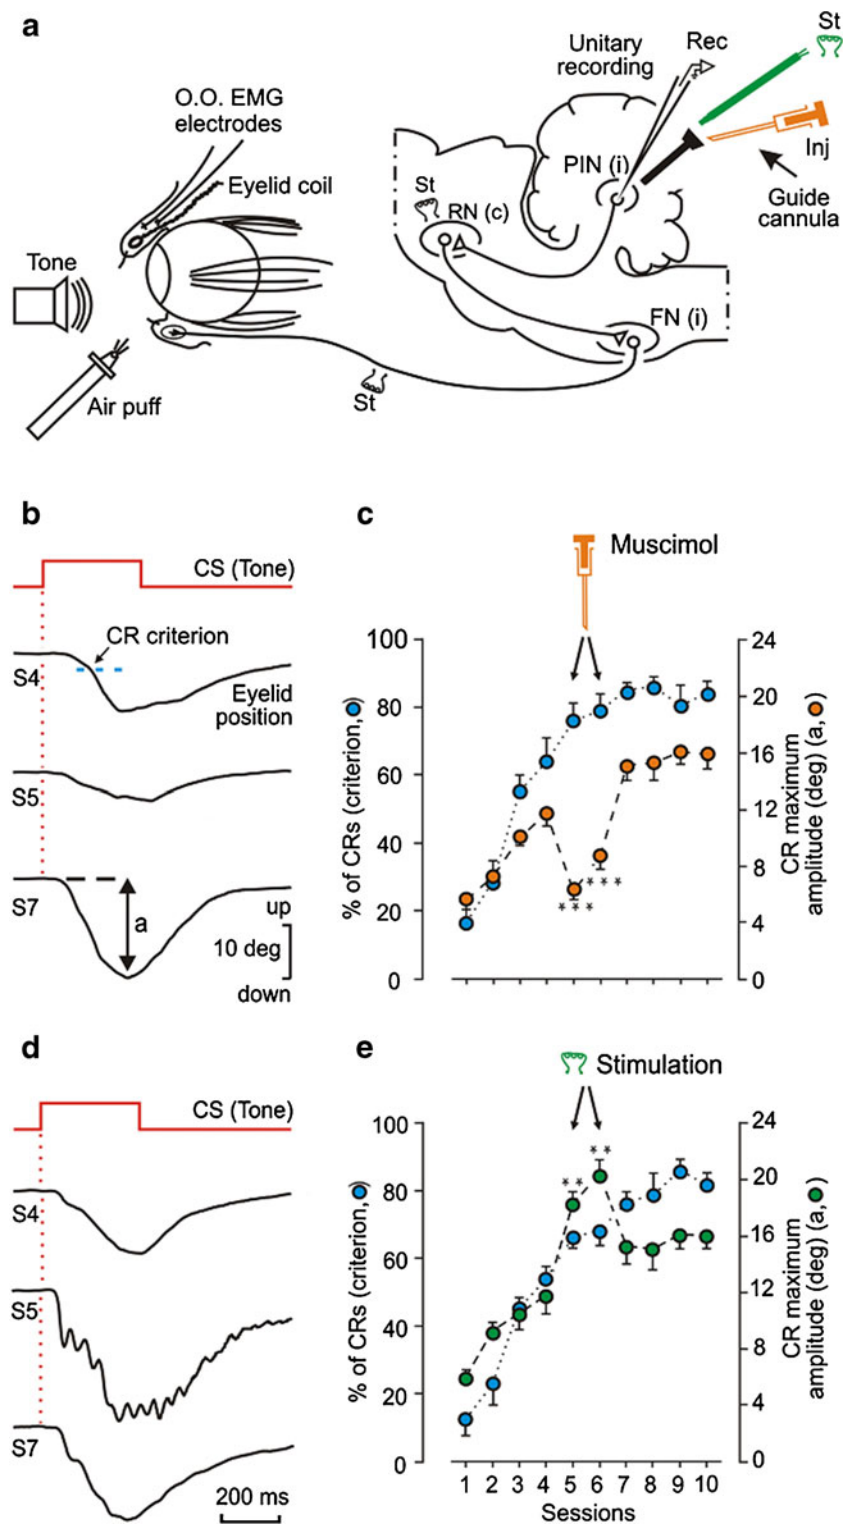 a
St
Unitary
recording
Rec
O.O. EMG
electrodes
Inj
PIN (i)
Eyelid coil
St
RN (c)
Guide
cannula
Tone
FN (i)
Air puff
St
b
CS (Tone)
CR criterion
S4
Eyelid
position
S5
S7
a
up
10 deg
down
c
Muscimol
% of CRs (criterion, )
100
80
60
40
20
0
* * *
* * *
24
20
16
12
8
4
0
CR maximum
amplitude (deg) (a, )
d
CS (Tone)
S4
S5
S7
200 ms
e
Stimulation
% of CRs (criterion, )
100
80
60
40
20
0
* *
* *
24
20
16
12
8
4
0
CR maximum
amplitude (deg) (a, )
1 2 3 4 5 6 7 8 9 10
Sessions